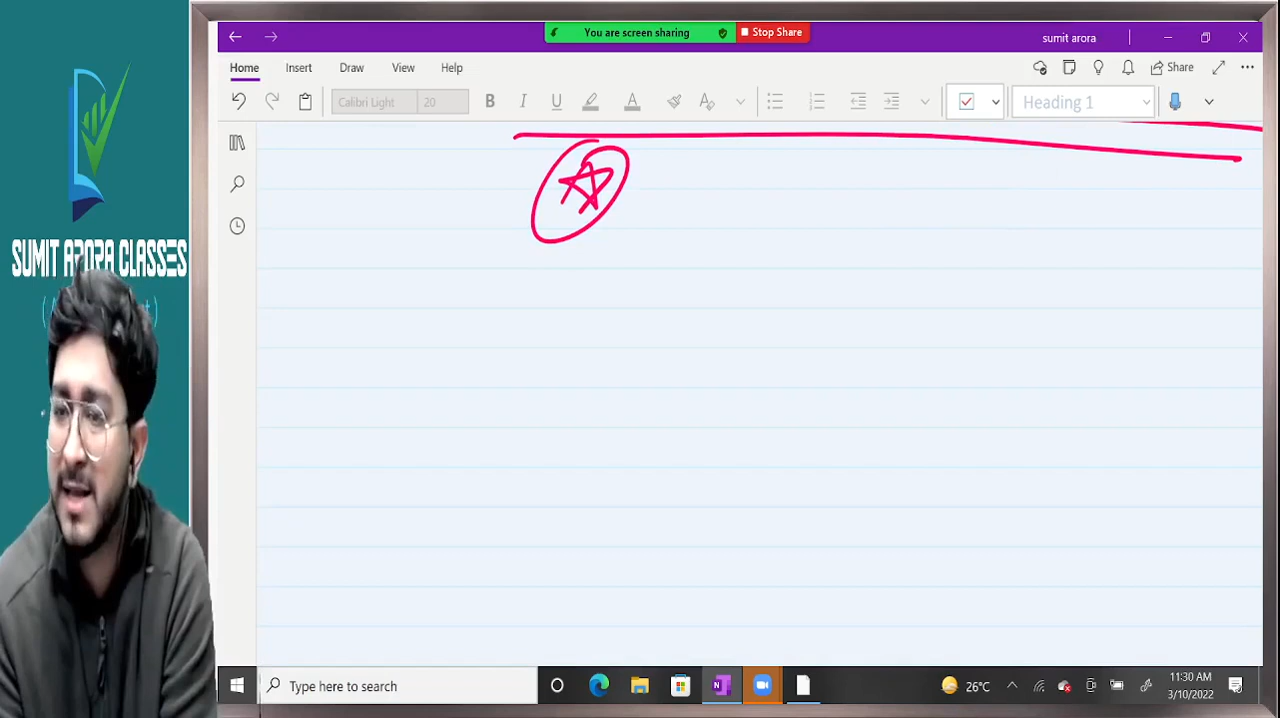 You are screen sharing
Stop Share
sumit arora
Home
Insert
Draw
View
Help
Share
Calibri Light
20
B
I
U
A
Heading 1
SUMIT ARORA CLASSES
Type here to search
26°C
11:30 AM
3/10/2022